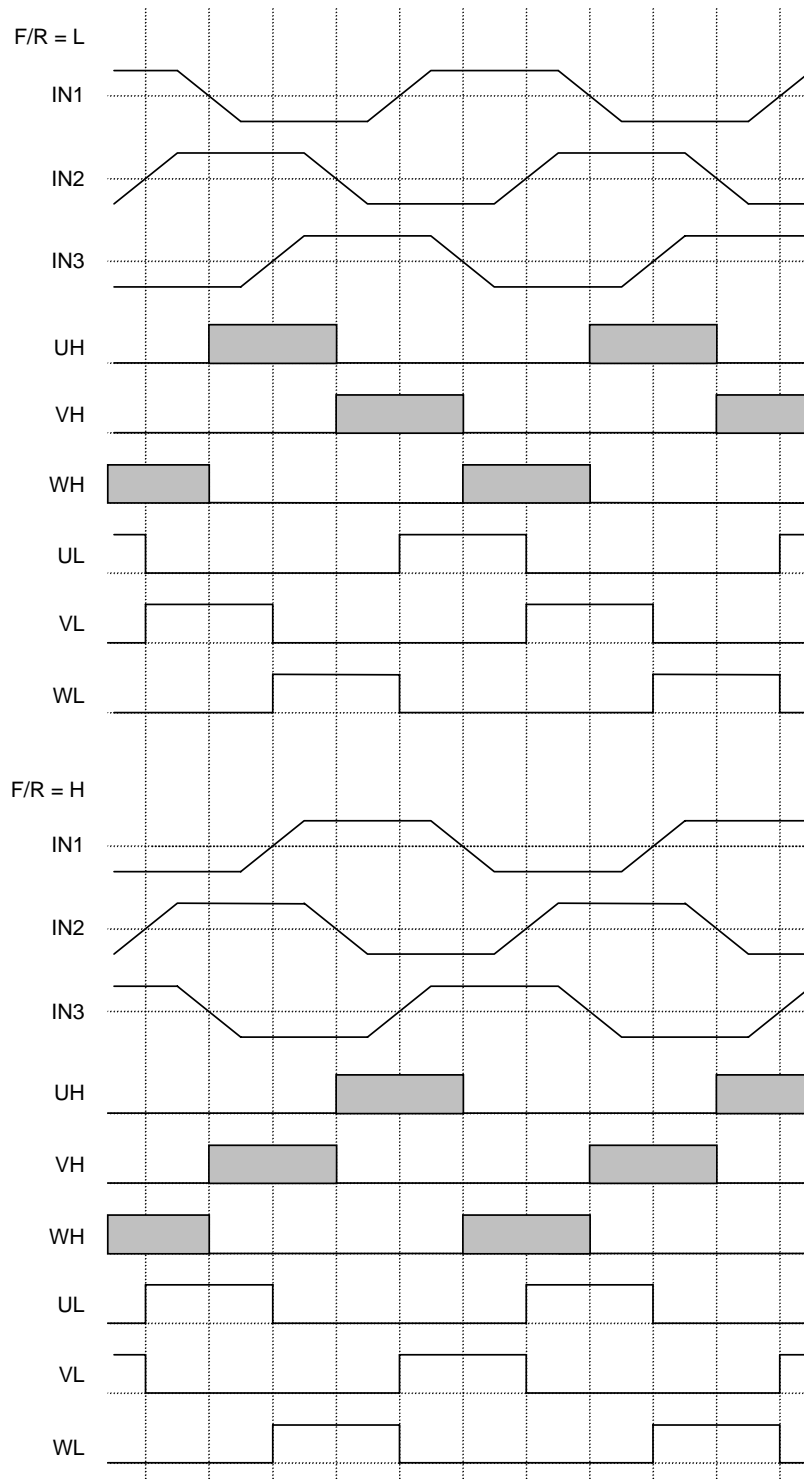 F/R = L
IN1
IN2
IN3
UH
VH
WH
UL
VL
WL
F/R = H
IN1
IN2
IN3
UH
VH
WH
UL
VL
WL